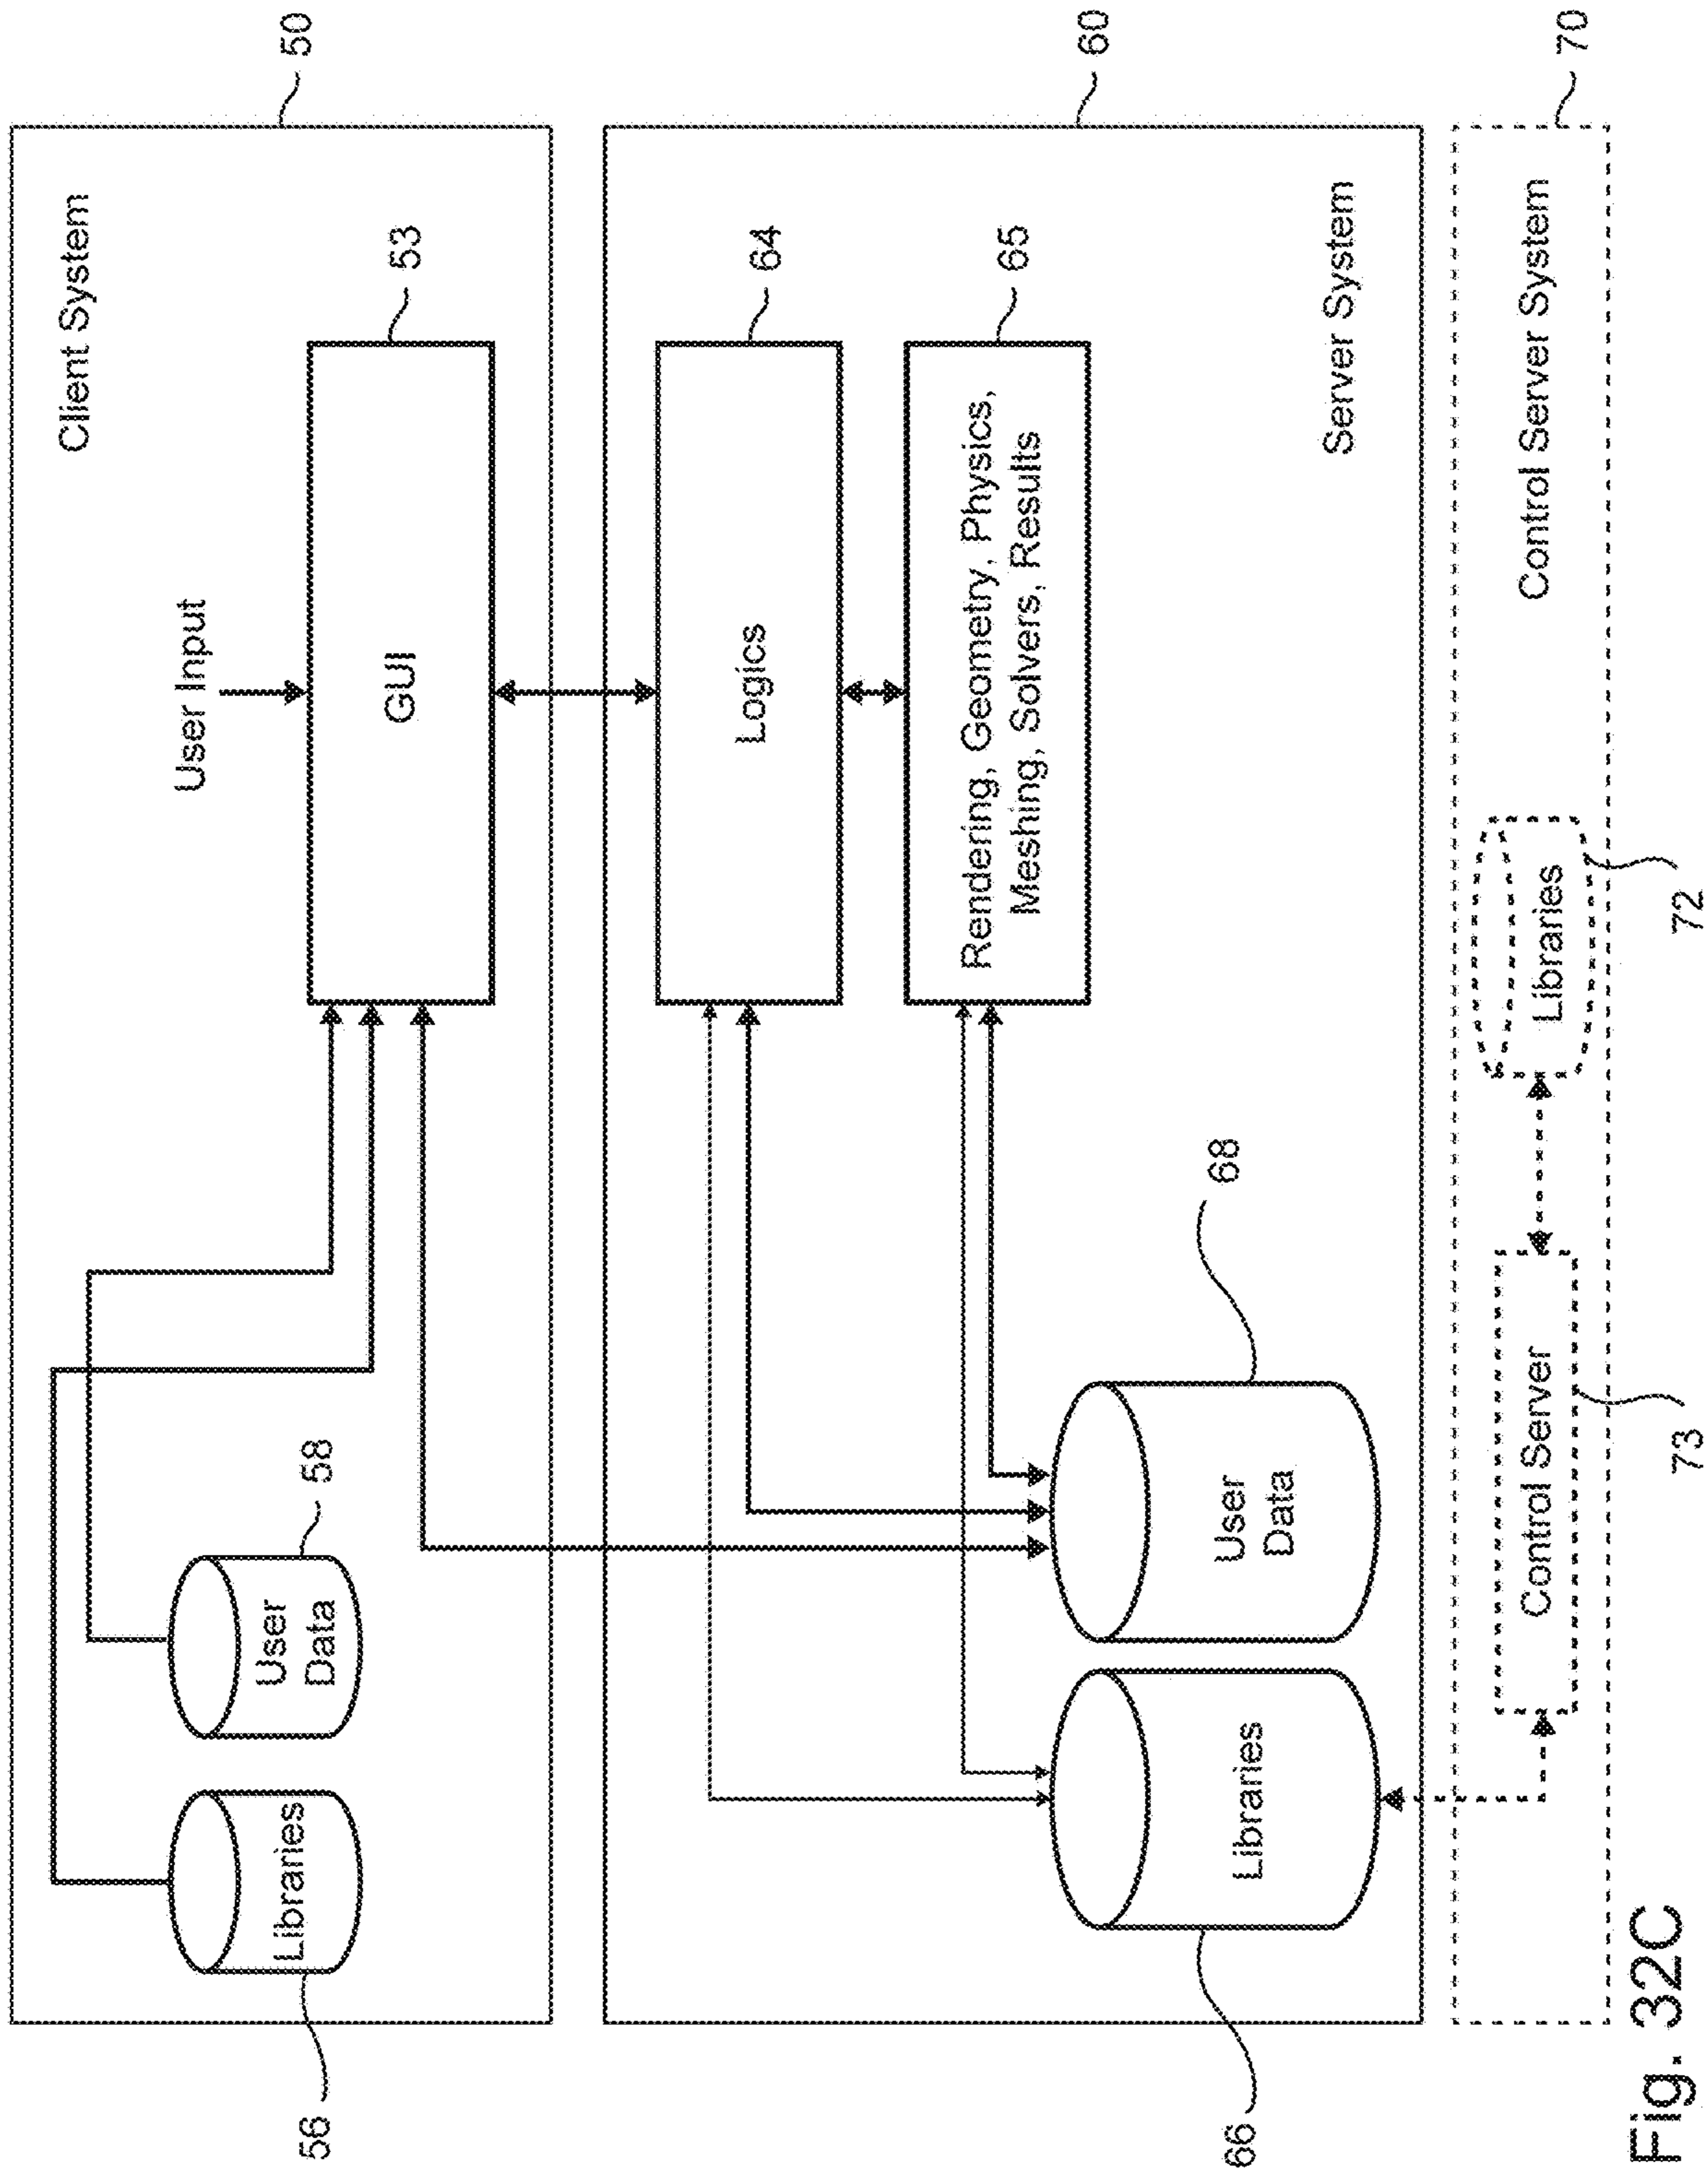 50
Client System
User Input
GUI
53
58
User
Data
Libraries
56
60
Logics
64
Rendering, Geometry, Physics,
Meshing, Solvers, Results
65
68
User
Data
Libraries
66
Server System
70
Control Server System
Libraries
72
Control Server
73
Fig. 32C